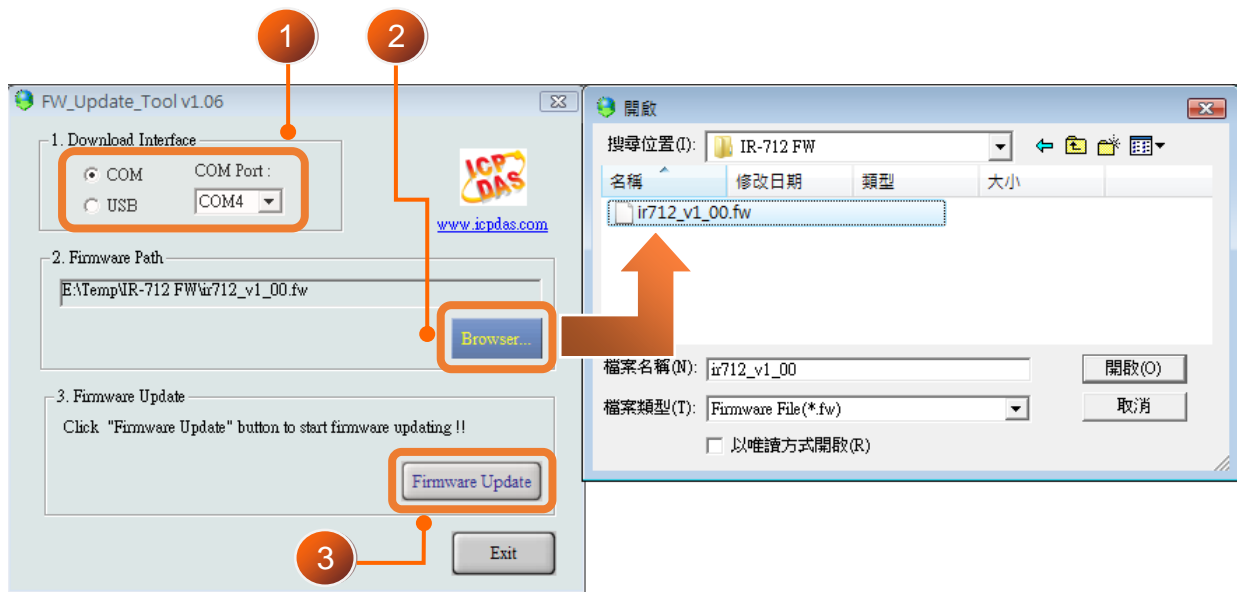 1
2
FW_Update_Tool v1.06
1. Download Interface
COM
COM Port :
USB
COM4
ICP
DAS
www.icpdas.com
2. Firmware Path
E:\Temp\IR-712 FW\ir712_v1_00.fw
Browser...
3. Firmware Update
Click "Firmware Update" button to start firmware updating !!
Firmware Update
3
Exit
開啟
搜尋位置(I):
IR-712 FW
名稱 修改日期 類型 大小
ir712_v1_00.fw
檔案名稱(N):
ir712_v1_00
開啟(O)
檔案類型(T):
Firmware File(*.fw)
取消
以唯讀方式開啟(R)